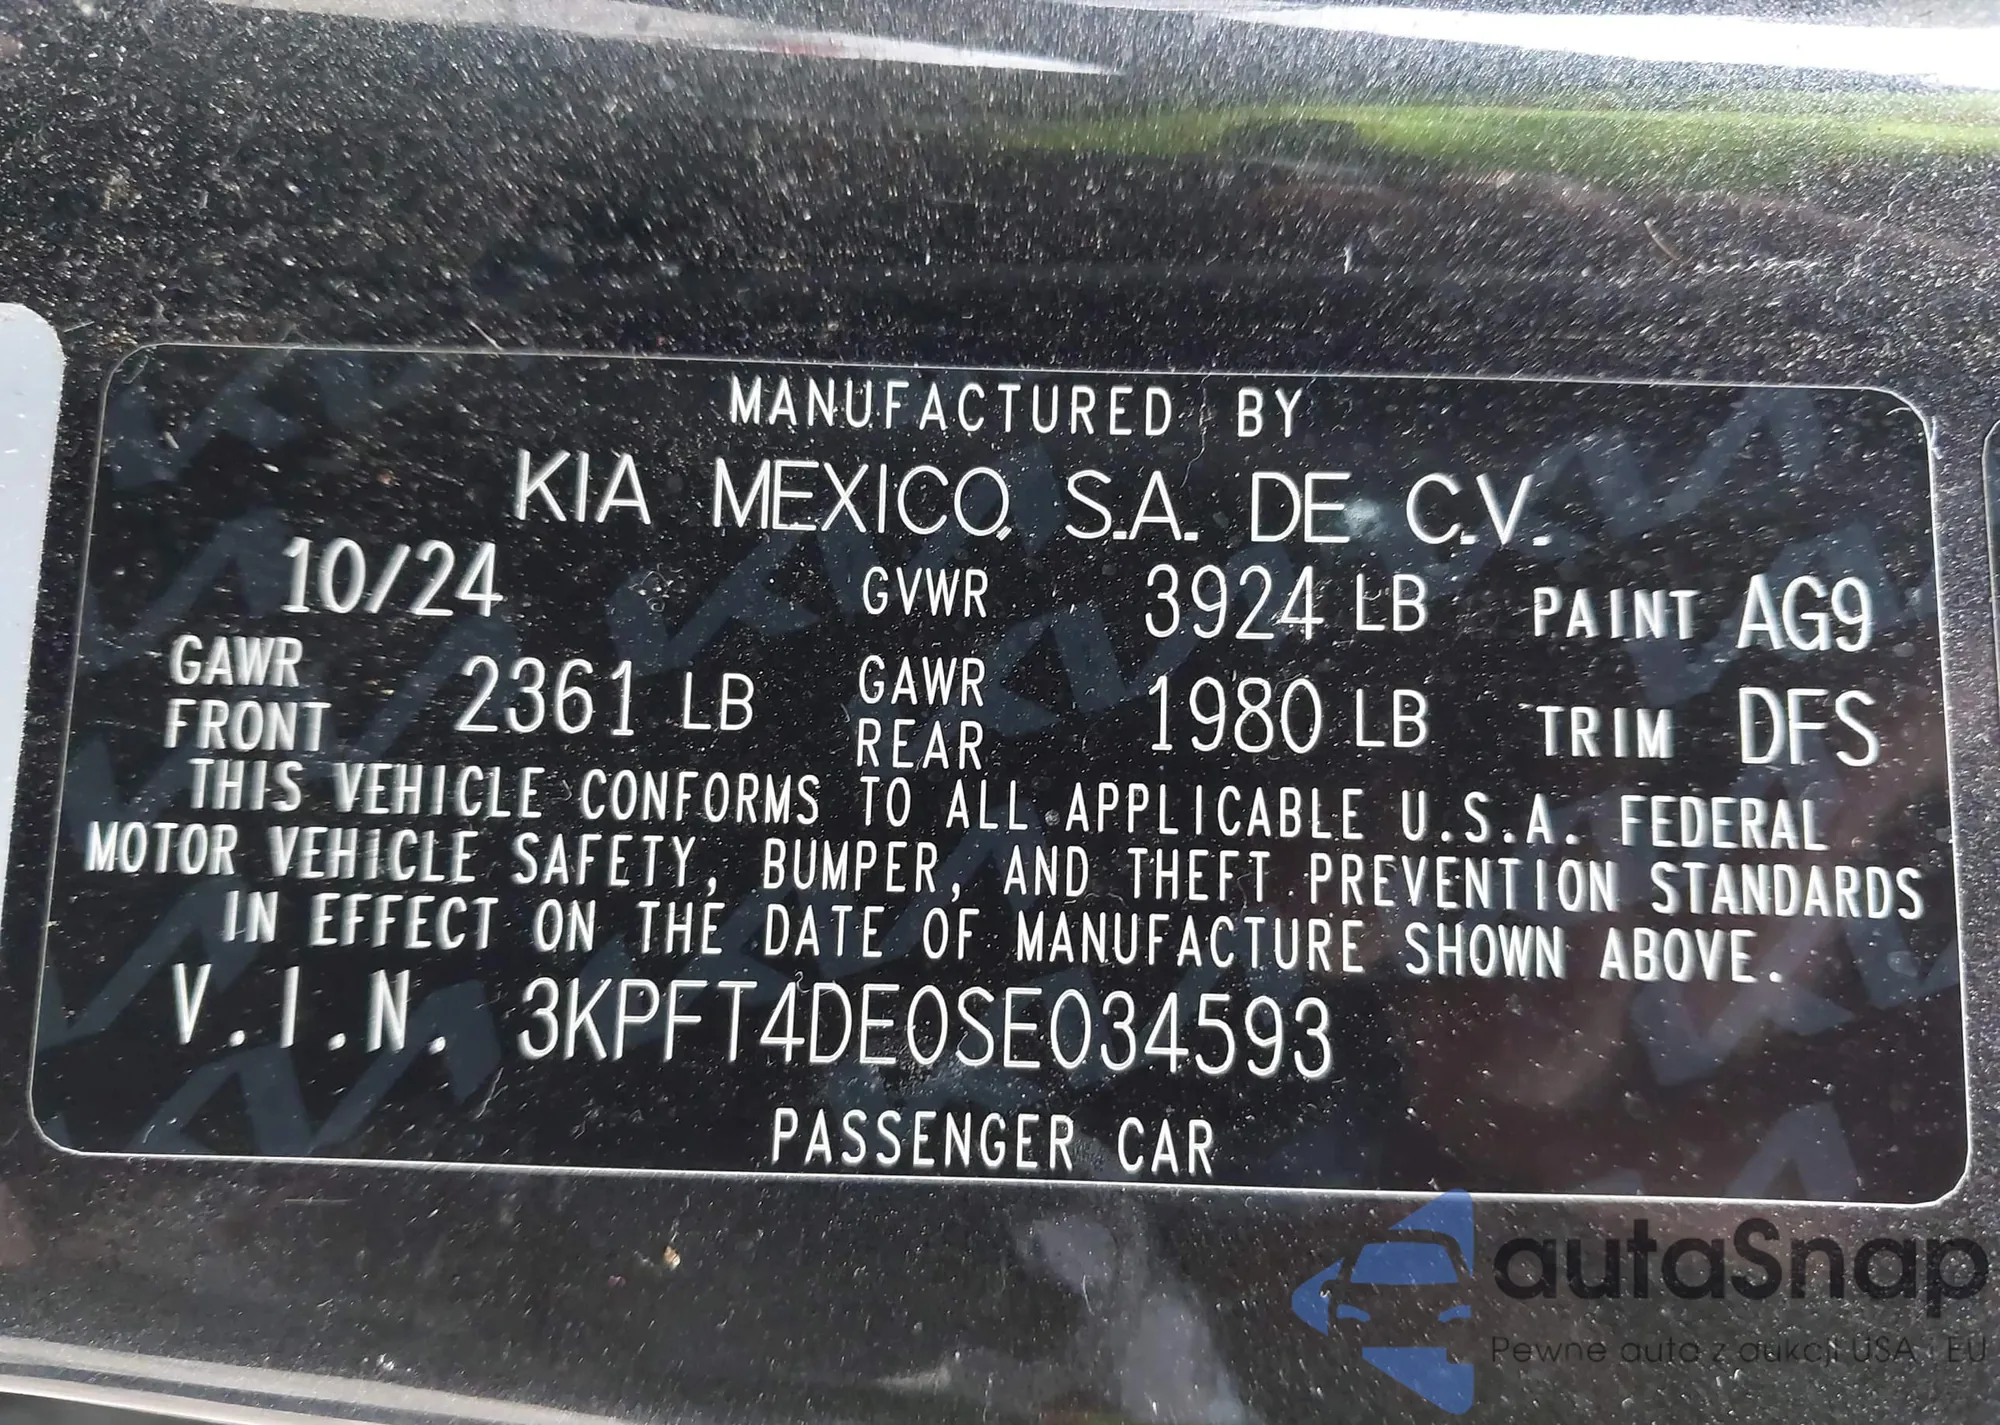 MANUFACTURED BY
KIA MEXICO, S.A. DE C.V.
10/24 GVWR 3924 LB PAINT AG9
GAWR FRONT 2361 LB GAWR REAR 1980 LB TRIM DFS
THIS VEHICLE CONFORMS TO ALL APPLICABLE U.S.A. FEDERAL
MOTOR VEHICLE SAFETY, BUMPER, AND THEFT PREVENTION STANDARDS
IN EFFECT ON THE DATE OF MANUFACTURE SHOWN ABOVE.
V.I.N. 3KPFT4DE0SE034593
PASSENGER CAR
autaSnap
Pewne auto z aukcji USA i EU